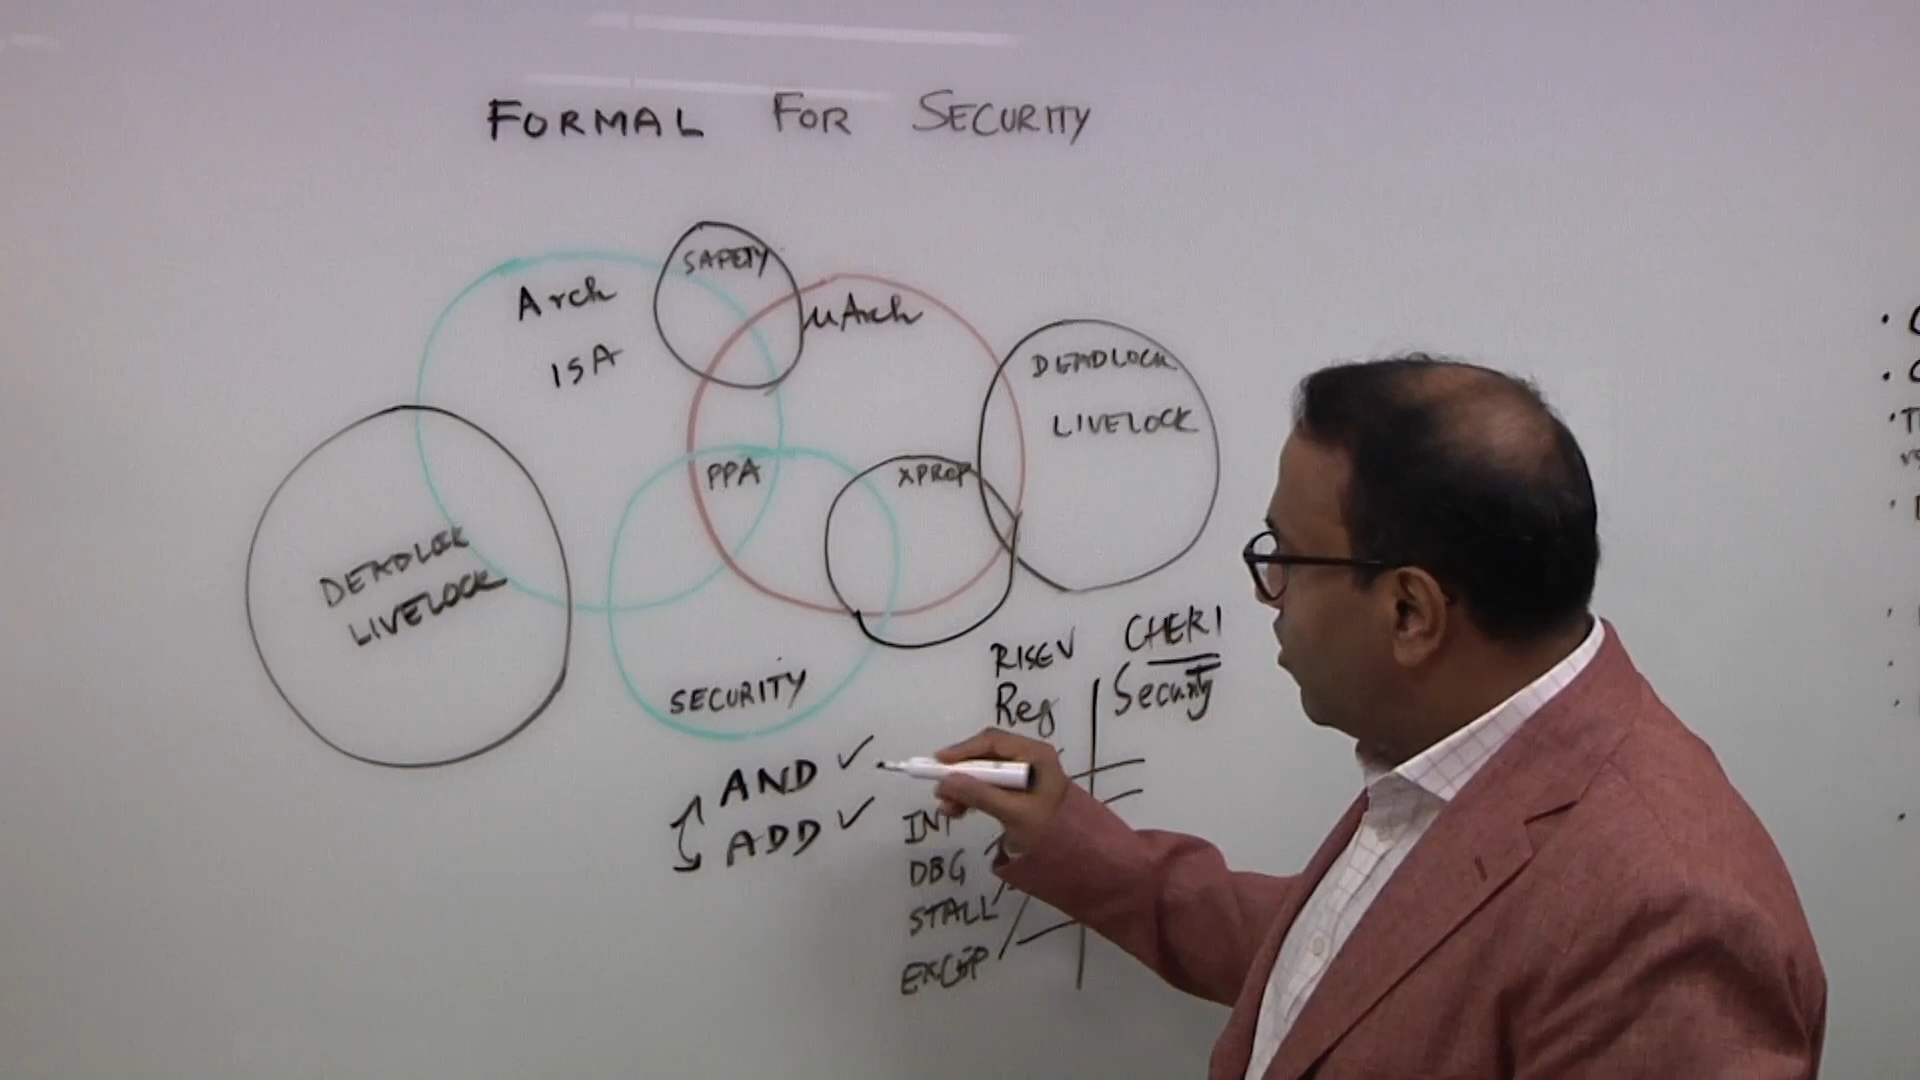 FORMAL FOR SECURITY
SAFETY
Arch
ISA
µArch
DEADLOCK
LIVELOCK
PPA
XPROP
DEADLOCK
LIVELOCK
SECURITY
RISEV
Reg
CHERI
Security
AND ✓
ADD ✓
INT
DBG
STALL
EXCEP